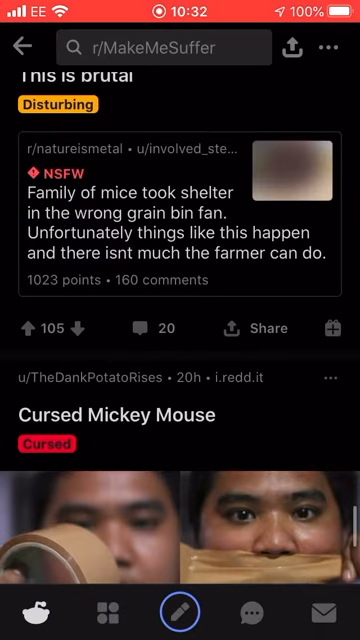 EE
10:32
100%
r/MakeMeSuffer
This is brutal
Disturbing
r/natureismetal • u/involved_ste...
NSFW
Family of mice took shelter
in the wrong grain bin fan.
Unfortunately things like this happen
and there isnt much the farmer can do.
1023 points • 160 comments
105
20
Share
u/TheDankPotatoRises • 20h • i.redd.it
Cursed Mickey Mouse
Cursed